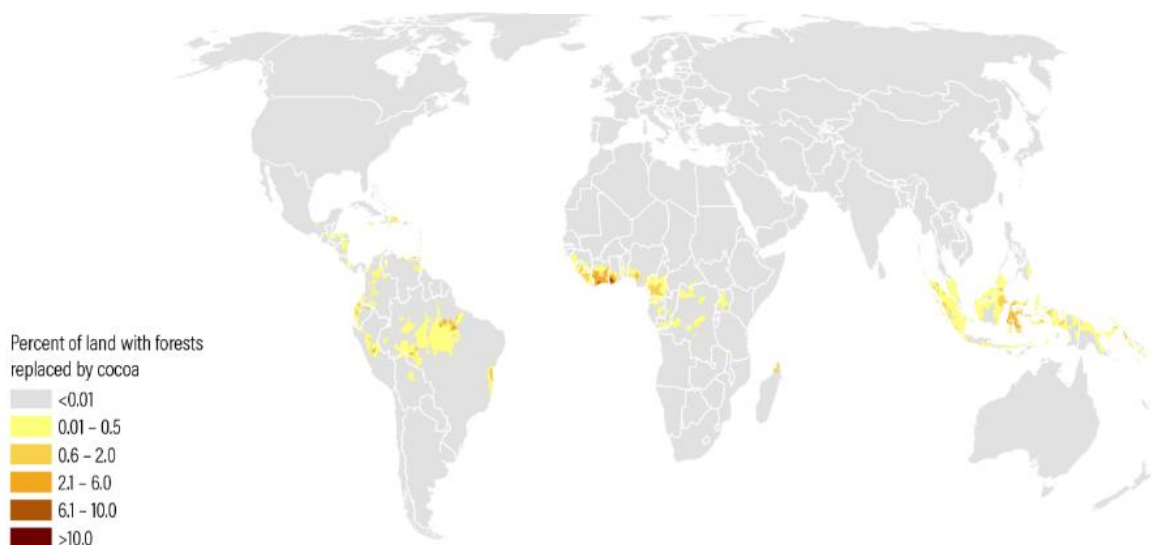 Percent of land with forests
replaced by cocoa
<0.01
0.01 – 0.5
0.6 – 2.0
2.1 – 6.0
6.1 – 10.0
>10.0